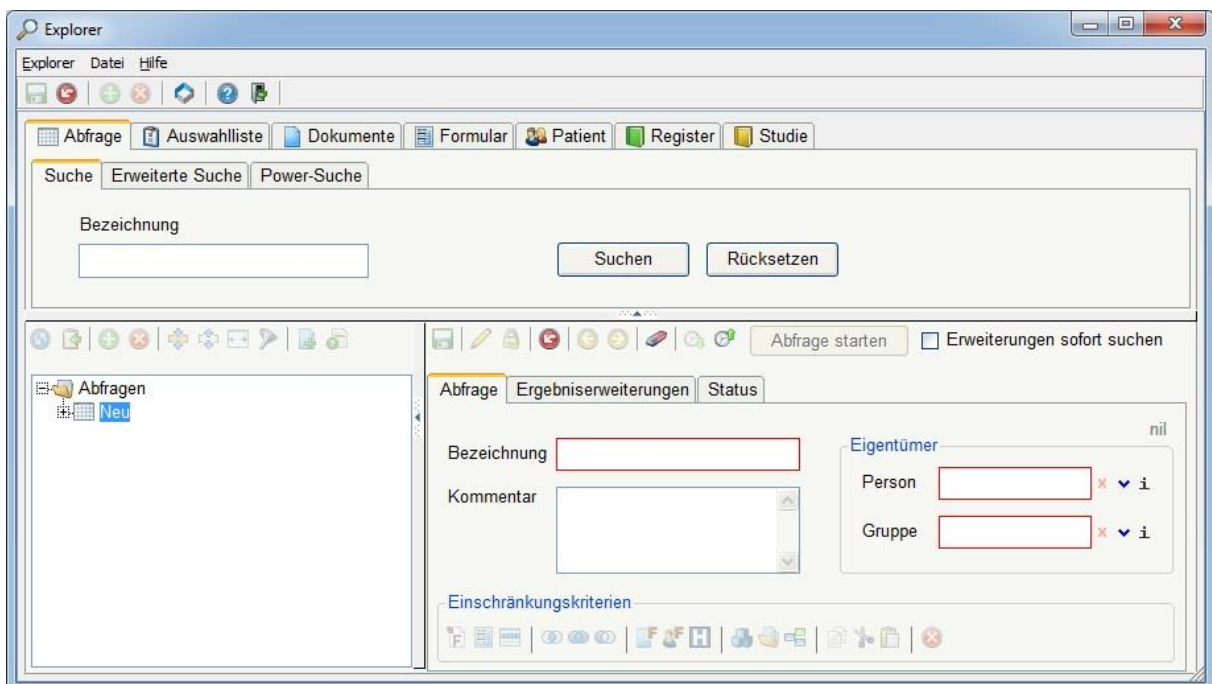 Explorer
Explorer Datei Hilfe
Abfrage Auswahlliste Dokumente Formular Patient Register Studie
Suche Erweiterte Suche Power-Suche
Bezeichnung
Suchen Rücksetzen
Abfrage starten Erweiterungen sofort suchen
Abfragen
Neu
Abfrage Ergebniserweiterungen Status
nil
Bezeichnung
Kommentar
Eigentümer
Person
x i
Gruppe
x i
Einschränkungskriterien